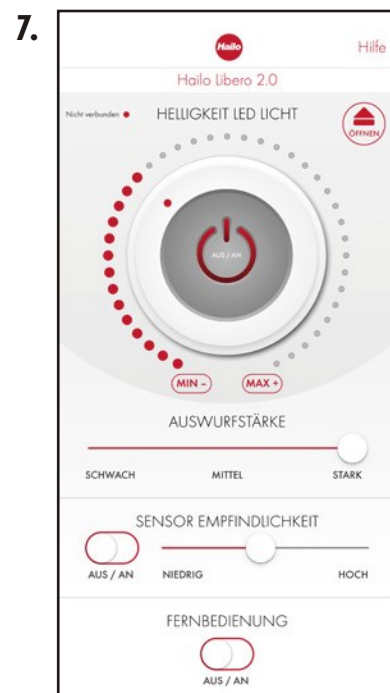 7.
Hailo
Hilfe
Hailo Libero 2.0
Nicht verbunden
HELLIGKEIT LED LICHT
ÖFFNEN
AUS / AN
MIN – MAX +
AUSWURFSTÄRKE
SCHWACH MITTEL STARK
SENSOR EMPFINDLICHKEIT
AUS / AN NIEDRIG HOCH
FERNBEDIENUNG
AUS / AN